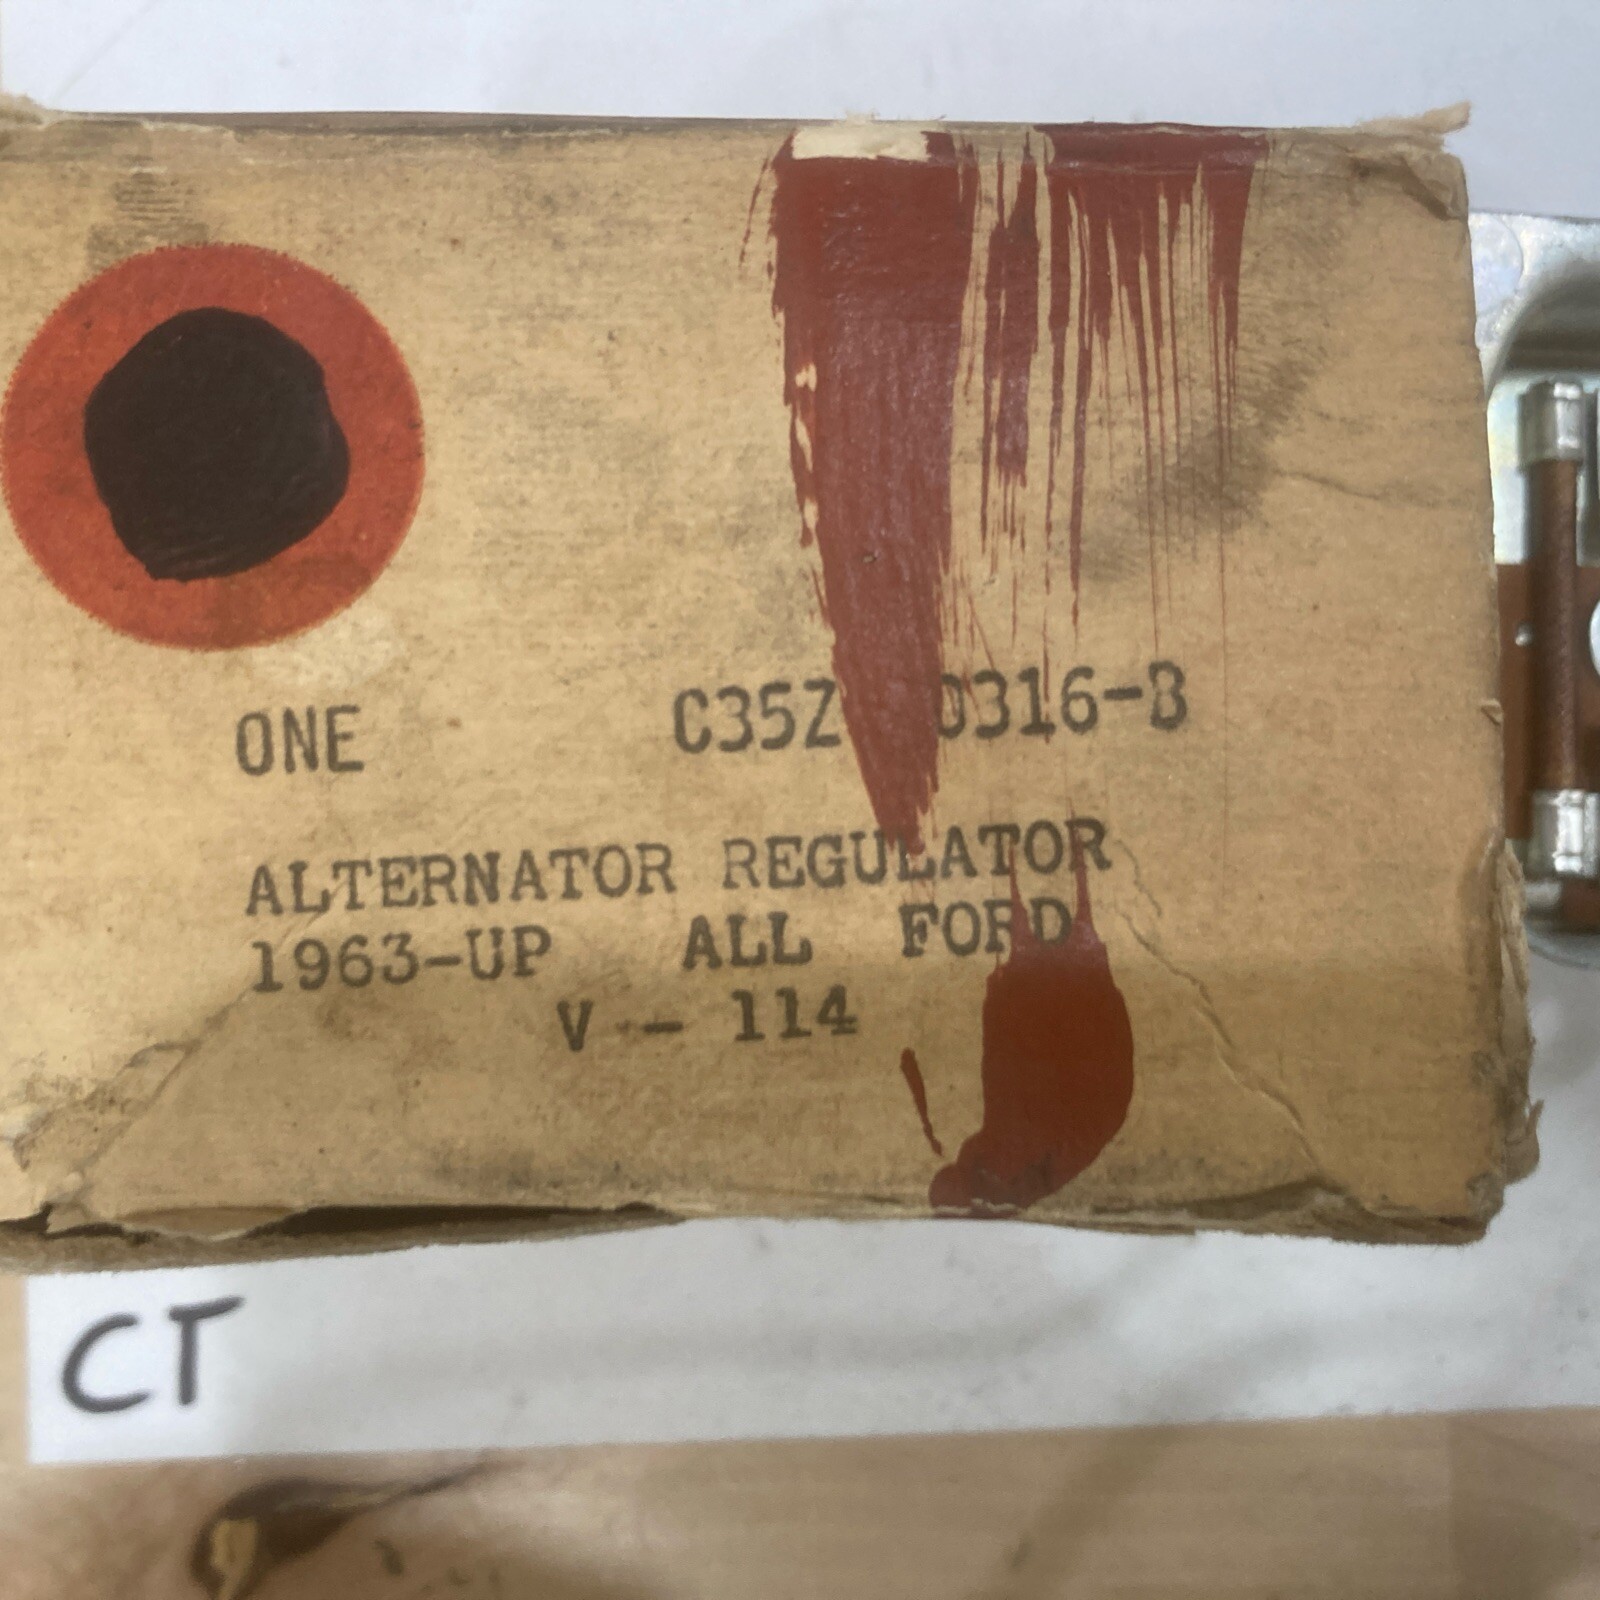 ONE C35Z 0316-B
ALTERNATOR REGULATOR
1963-UP ALL FORD
V - 114
CT